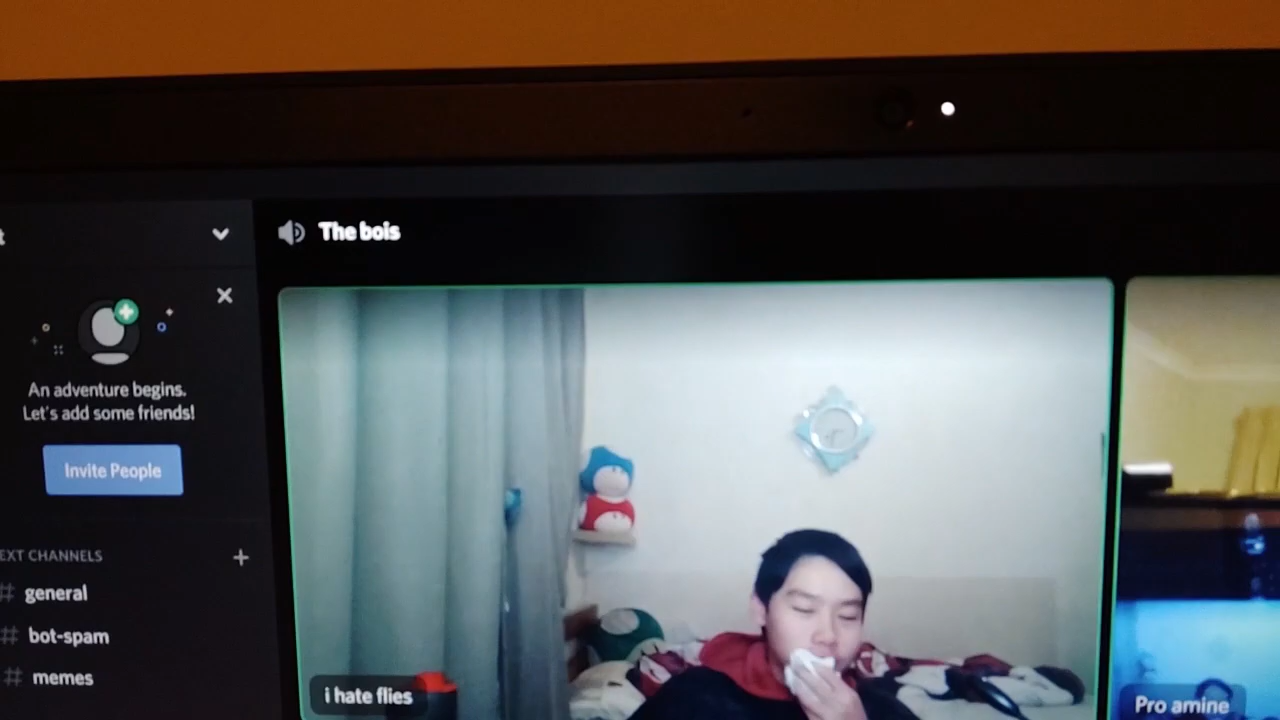 The bois
An adventure begins.
Let's add some friends!
Invite People
EXT CHANNELS
# general
# bot-spam
# memes
i hate flies
Pro amine